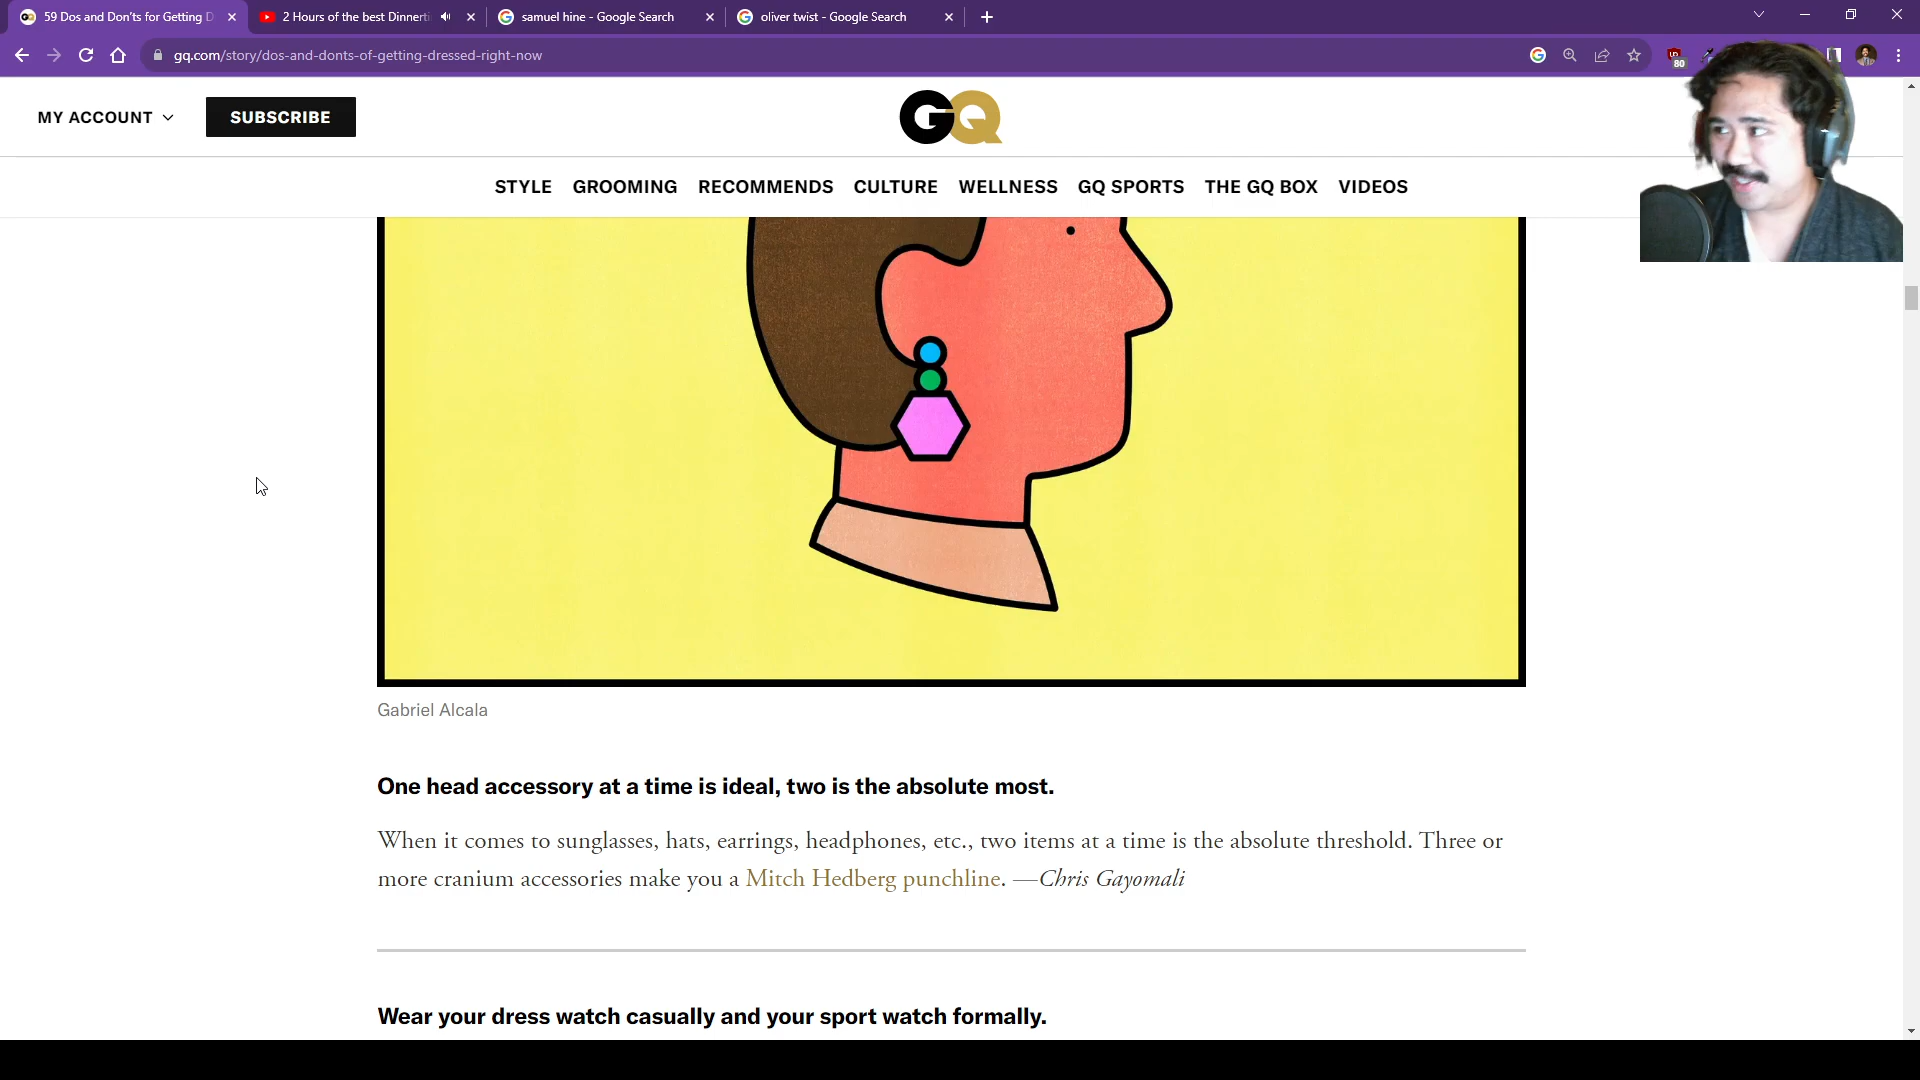 59 Dos and Don'ts for Getting D
2 Hours of the best Dinnerti
samuel hine - Google Search
oliver twist - Google Search
gq.com/story/dos-and-donts-of-getting-dressed-right-now
80
MY ACCOUNT
SUBSCRIBE
GQ
STYLE GROOMING RECOMMENDS CULTURE WELLNESS GQ SPORTS THE GQ BOX VIDEOS
Gabriel Alcala
One head accessory at a time is ideal, two is the absolute most.
When it comes to sunglasses, hats, earrings, headphones, etc., two items at a time is the absolute threshold. Three or
more cranium accessories make you a Mitch Hedberg punchline. —Chris Gayomali
Wear your dress watch casually and your sport watch formally.